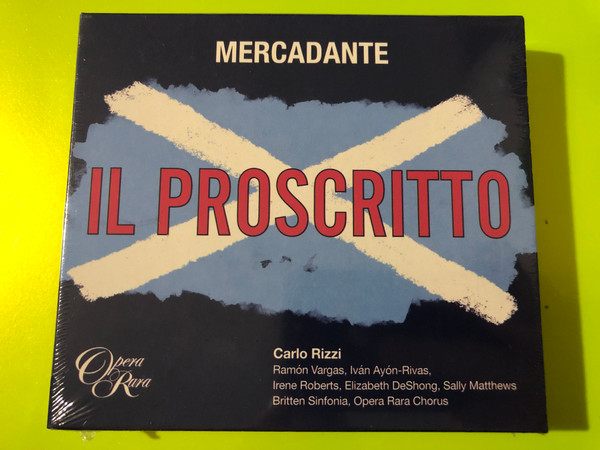 MERCADANTE
IL PROSCRITTO
Opera
Rara
Carlo Rizzi
Ramón Vargas, Iván Ayón-Rivas,
Irene Roberts, Elizabeth DeShong, Sally Matthews
Britten Sinfonia, Opera Rara Chorus